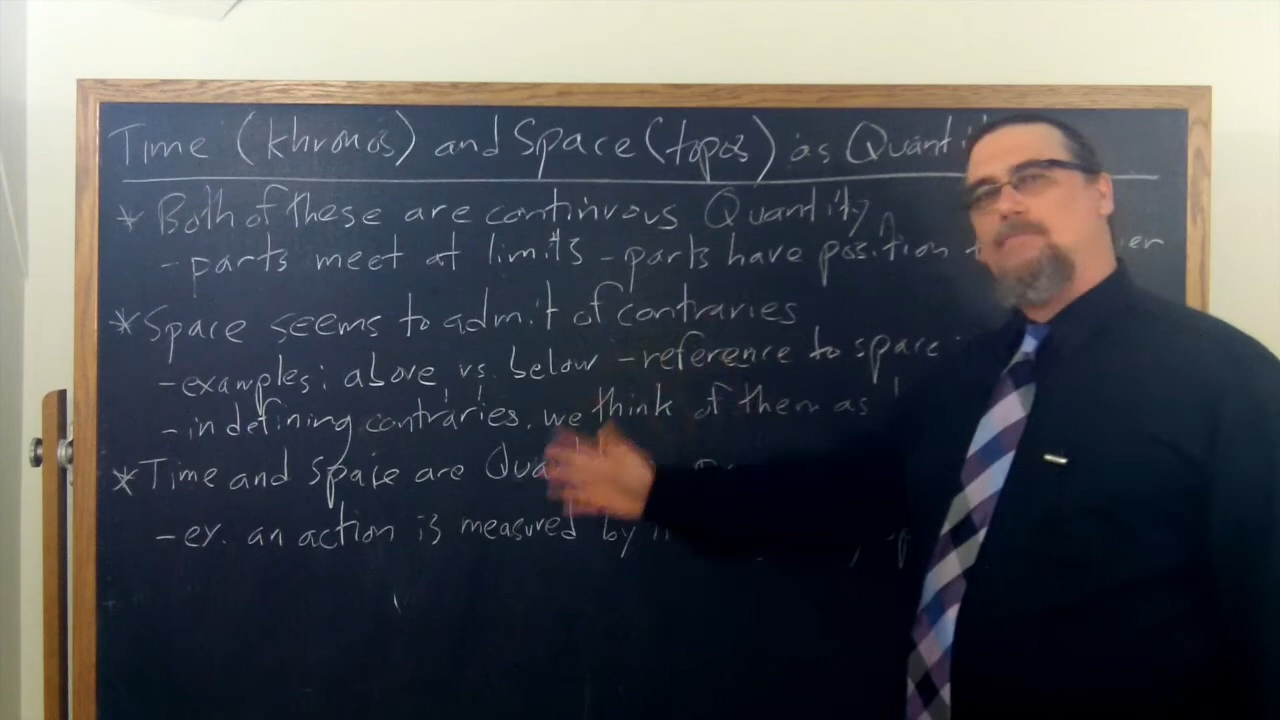 Time (khronos) and Space (topos) as Quanti
* Both of these are continuous Quantity
- parts meet at limits - parts have position
* Space seems to admit of contraries
- examples: above vs. below - reference to space
- in defining contraries, we think of them as
* Time and space are Qua
- ex. an action is measured by